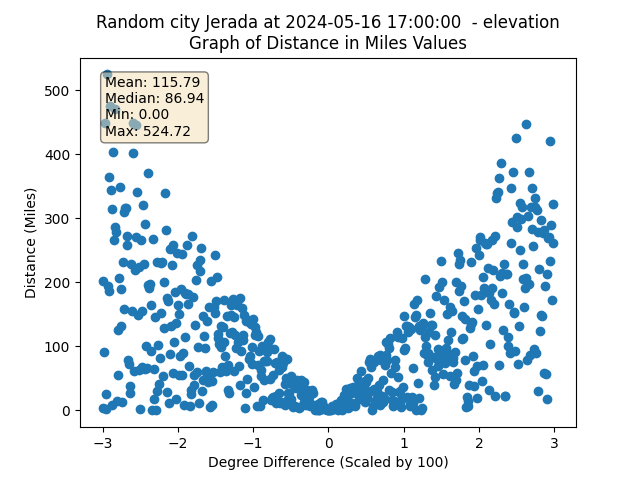 Random city Jerada at 2024-05-16 17:00:00 - elevation
Graph of Distance in Miles Values
Mean: 115.79
Median: 86.94
Min: 0.00
Max: 524.72
Distance (Miles)
500
400
300
200
100
0
−3
−2
−1
0
1
2
3
Degree Difference (Scaled by 100)